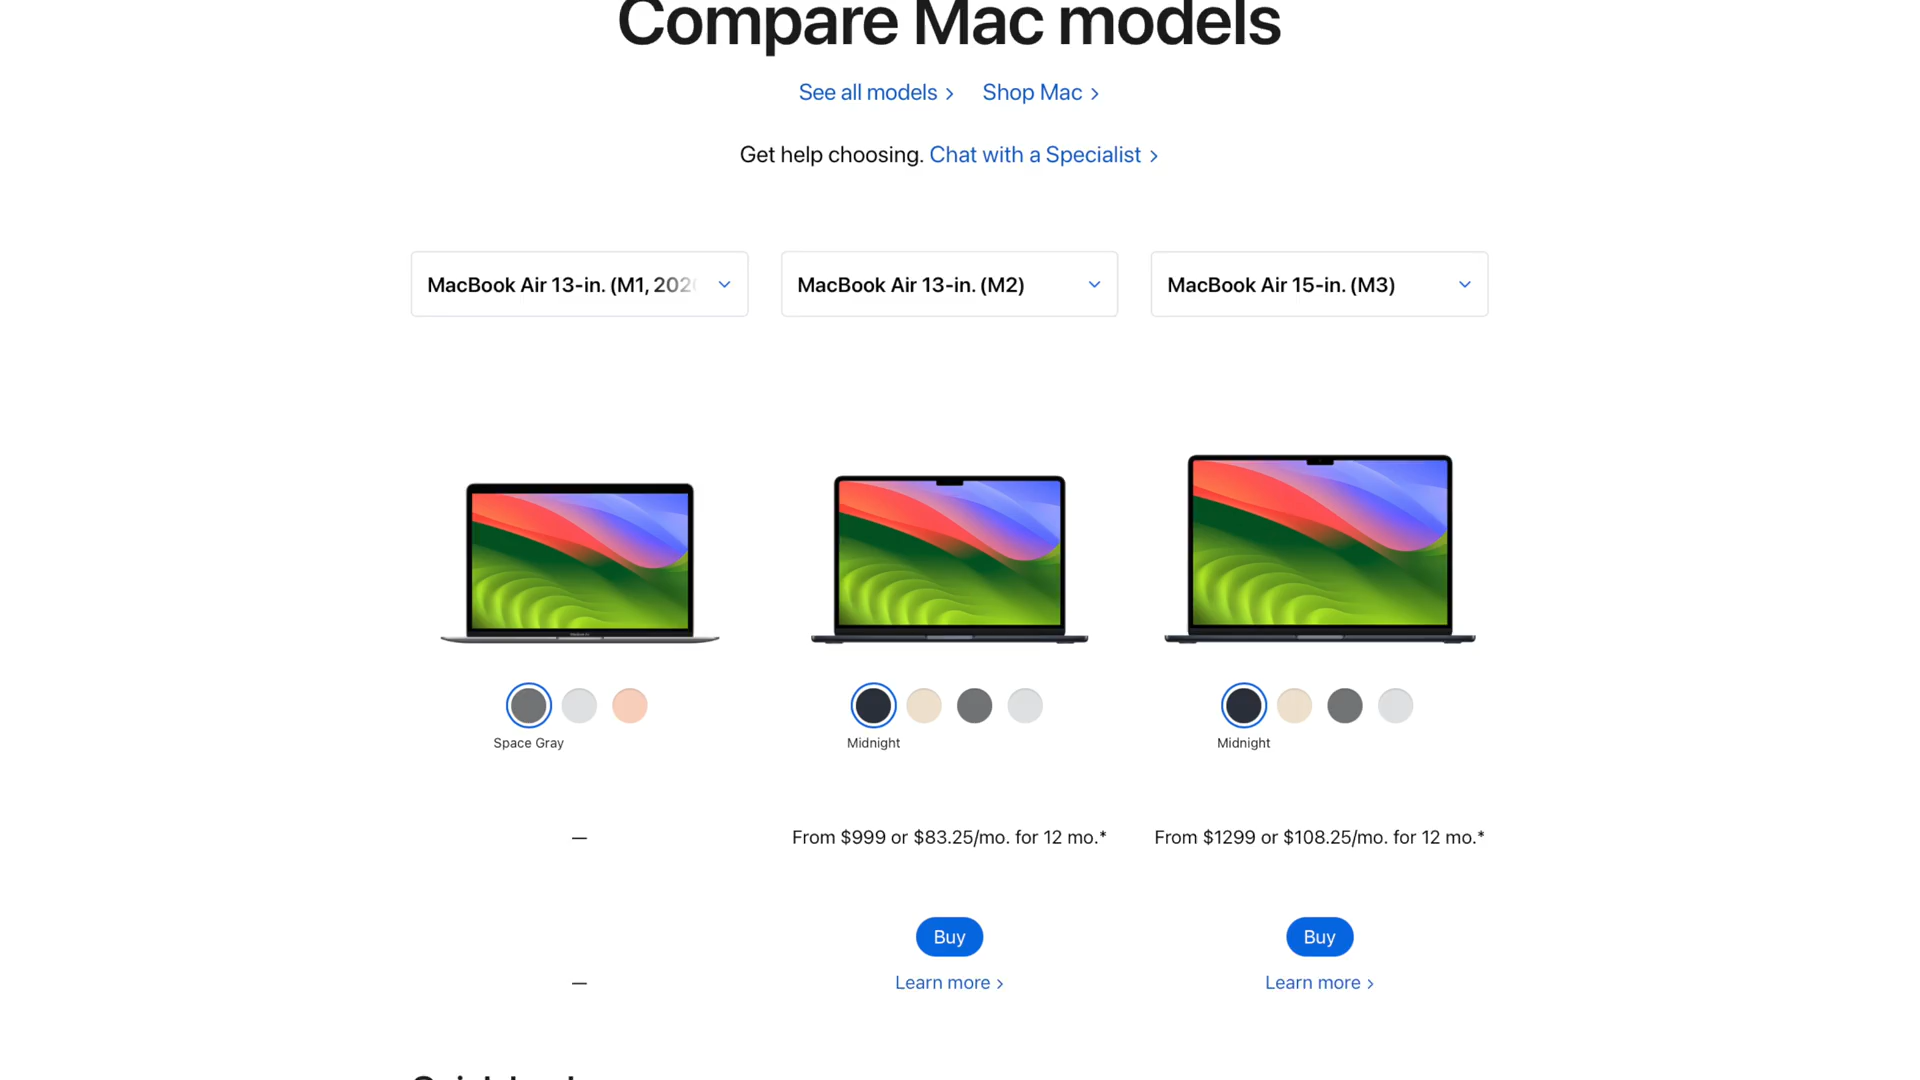 Compare Mac models
See all models >
Shop Mac >
Get help choosing. Chat with a Specialist >
MacBook Air 13-in. (M1, 2020
MacBook Air 13-in. (M2)
MacBook Air 15-in. (M3)
Space Gray
Midnight
Midnight
—
From $999 or $83.25/mo. for 12 mo.*
From $1299 or $108.25/mo. for 12 mo.*
Buy
Buy
—
Learn more >
Learn more >